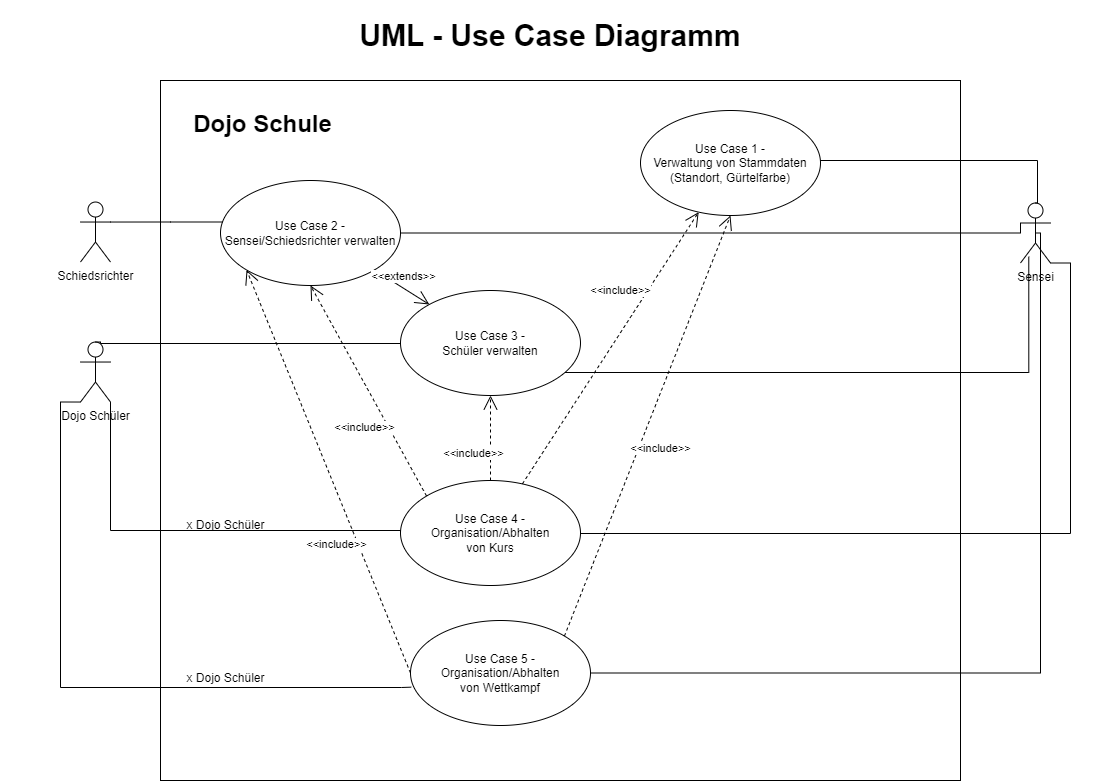 UML - Use Case Diagramm
Dojo Schule
Use Case 1 -
Verwaltung von Stammdaten
(Standort, Gürtelfarbe)
Use Case 2 -
Sensei/Schiedsrichter verwalten
Schiedsrichter
Sensei
<<extends>>
<<include>>
Use Case 3 -
Schüler verwalten
Dojo Schüler
<<include>>
<<include>>
<<include>>
Use Case 4 -
Organisation/Abhalten
von Kurs
x Dojo Schüler
<<include>>
Use Case 5 -
Organisation/Abhalten
von Wettkampf
x Dojo Schüler